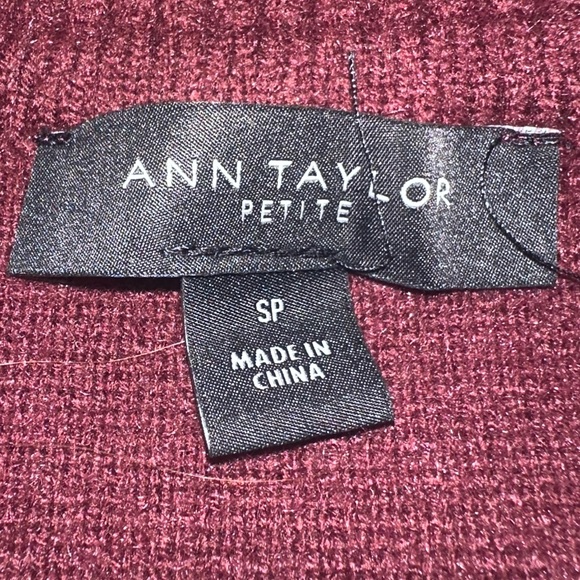 ANN TAYLOR
PETITE
SP
MADE IN
CHINA